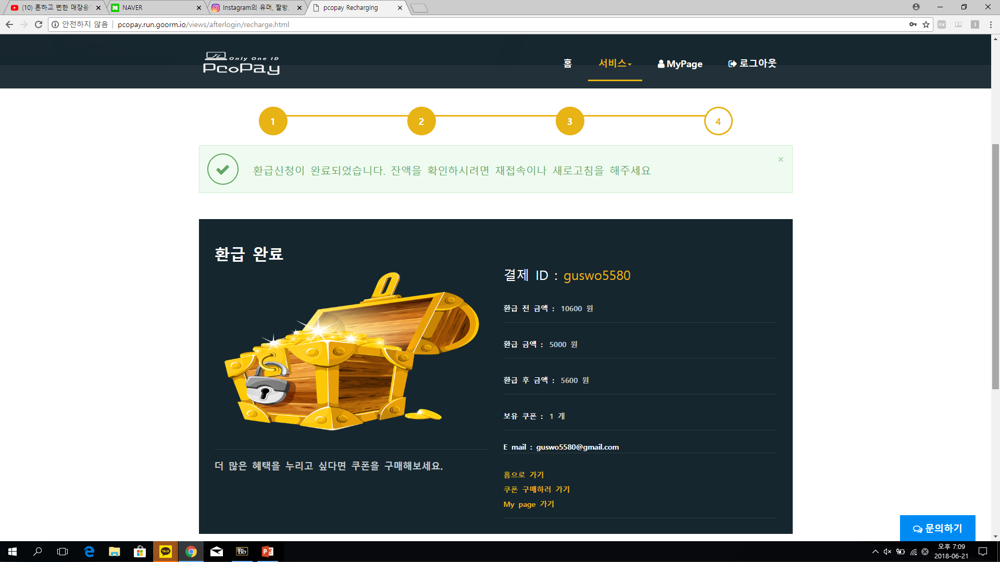 (10) 흔하고 뻔한 매장음
NAVER
Instagram의 유머, 짤방,
pcopay Recharging
안전하지 않음
pcopay.run.goorm.io/views/afterlogin/recharge.html
Only One ID
PcoPay
홈
서비스
MyPage
로그아웃
1
2
3
4
환급신청이 완료되었습니다. 잔액을 확인하시려면 재접속이나 새로고침을 해주세요
×
환급 완료
결제 ID : guswo5580
환급 전 금액 : 10600 원
환급 금액 : 5000 원
환급 후 금액 : 5600 원
보유 쿠폰 : 1 개
E mail : guswo5580@gmail.com
더 많은 혜택을 누리고 싶다면 쿠폰을 구매해보세요.
홈으로 가기
쿠폰 구매하러 가기
My page 가기
문의하기
TALK
Bb
오후 7:09
2018-06-21